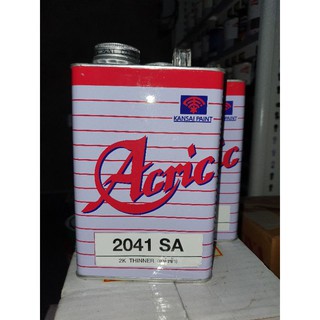 KANSAI PAINT
Acric
2041 SA
2K THINNER